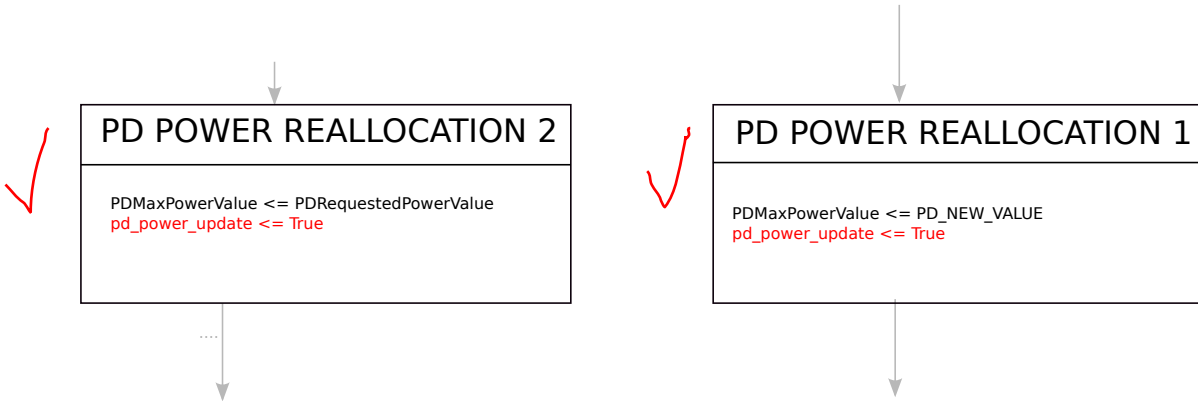 PD POWER REALLOCATION 2
PDMaxPowerValue <= PDRequestedPowerValue
pd_power_update <= True
....
PD POWER REALLOCATION 1
PDMaxPowerValue <= PD_NEW_VALUE
pd_power_update <= True